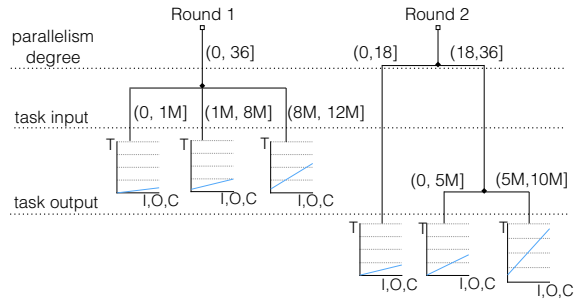 Round 1 Round 2
parallelism
degree
(0, 36] (0,18] (18,36]
task input
(0, 1M] (1M, 8M] (8M, 12M]
T T T
I,O,C I,O,C I,O,C
(0, 5M] (5M,10M]
task output
T T T
I,O,C I,O,C I,O,C